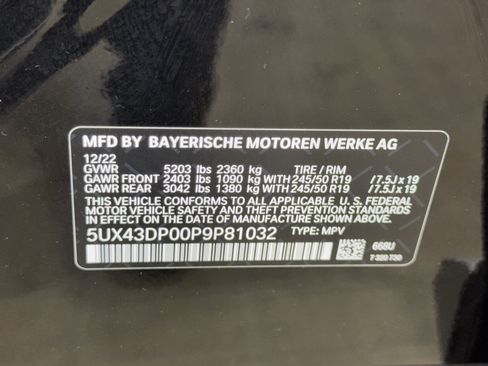 MFD BY BAYERISCHE MOTOREN WERKE AG
12/22
GVWR 5203 lbs 2360 kg TIRE / RIM
GAWR FRONT 2403 lbs 1090 kg WITH 245/50 R19 /7.5J x 19
GAWR REAR 3042 lbs 1380 kg WITH 245/50 R19 /7.5J x 19
THIS VEHICLE CONFORMS TO ALL APPLICABLE U.S. FEDERAL
MOTOR VEHICLE SAFETY AND THEFT PREVENTION STANDARDS
IN EFFECT ON THE DATE OF MANUFACTURE SHOWN ABOVE.
5UX43DP00P9P81032 TYPE: MPV
668U
7 320 730